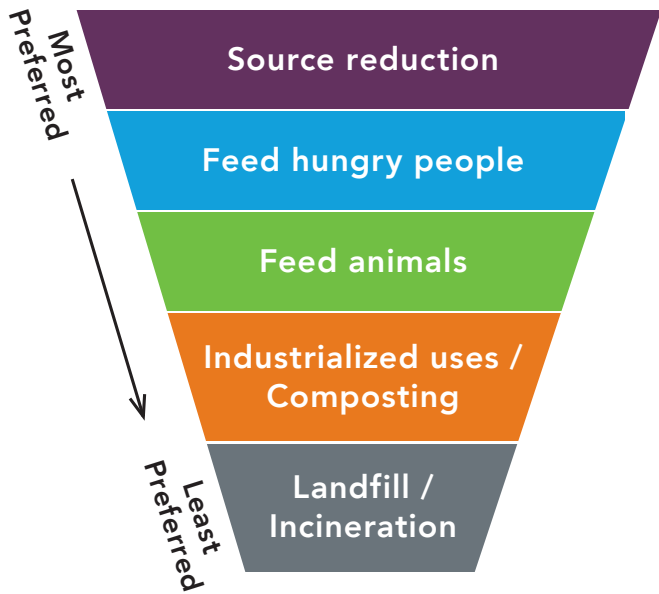 Most
Preferred
Source reduction
Feed hungry people
Feed animals
Industrialized uses /
Composting
Least
Preferred
Landfill /
Incineration